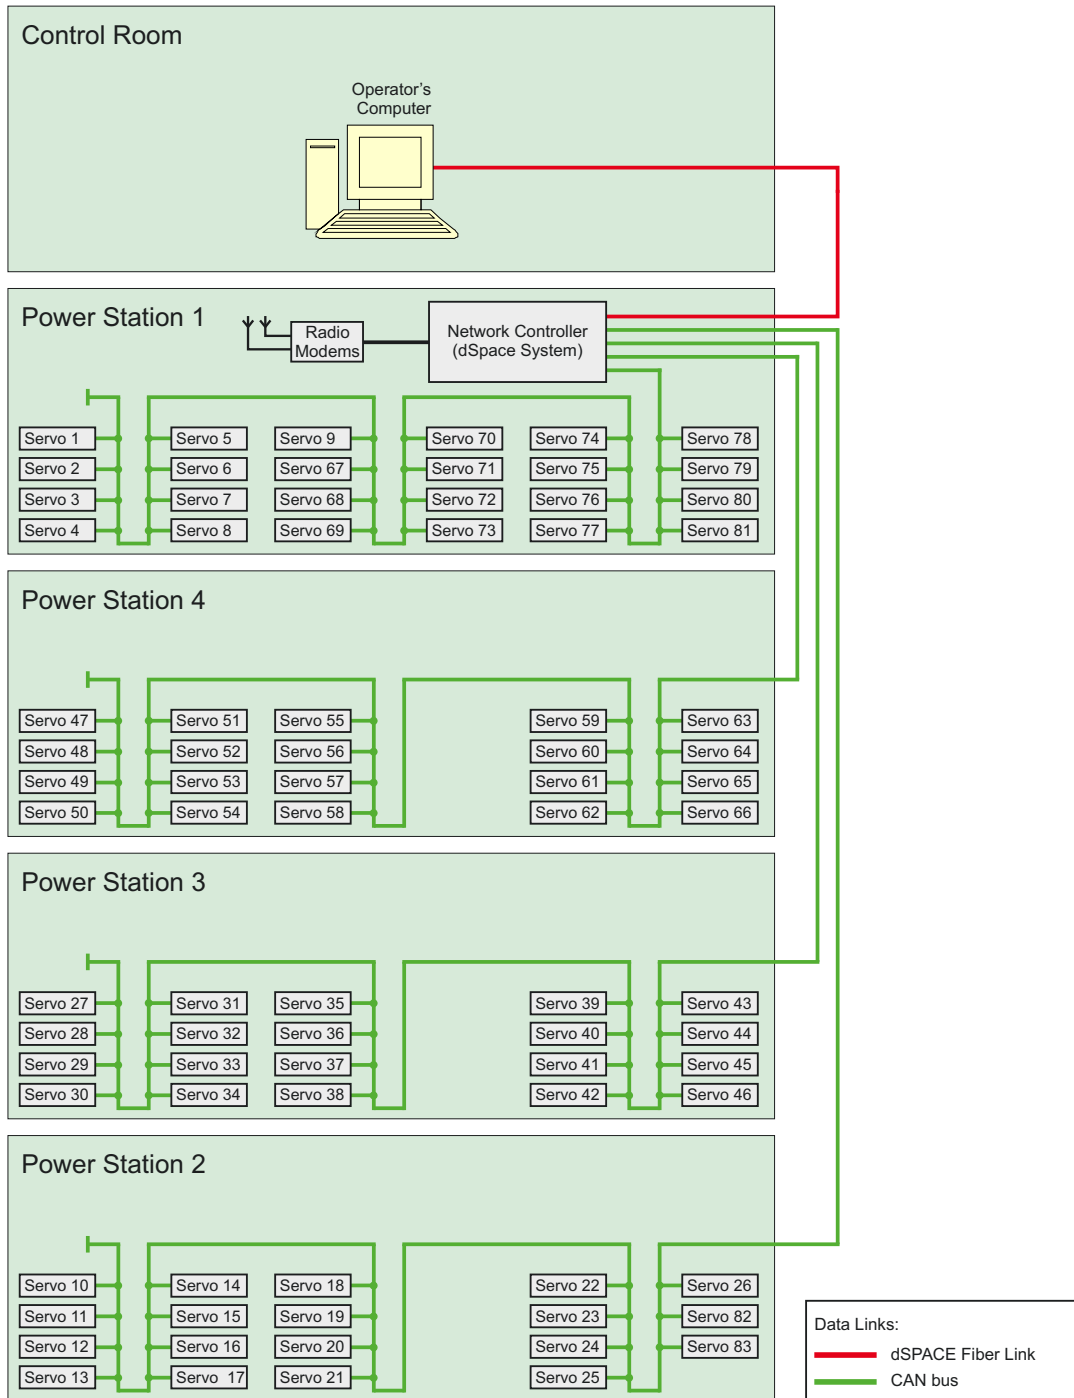 Control Room
Operator's
Computer
Power Station 1
Radio
Modems
Network Controller
(dSpace System)
Servo 1 Servo 5 Servo 9 Servo 70 Servo 74 Servo 78
Servo 2 Servo 6 Servo 67 Servo 71 Servo 75 Servo 79
Servo 3 Servo 7 Servo 68 Servo 72 Servo 76 Servo 80
Servo 4 Servo 8 Servo 69 Servo 73 Servo 77 Servo 81
Power Station 4
Servo 47 Servo 51 Servo 55 Servo 59 Servo 63
Servo 48 Servo 52 Servo 56 Servo 60 Servo 64
Servo 49 Servo 53 Servo 57 Servo 61 Servo 65
Servo 50 Servo 54 Servo 58 Servo 62 Servo 66
Power Station 3
Servo 27 Servo 31 Servo 35 Servo 39 Servo 43
Servo 28 Servo 32 Servo 36 Servo 40 Servo 44
Servo 29 Servo 33 Servo 37 Servo 41 Servo 45
Servo 30 Servo 34 Servo 38 Servo 42 Servo 46
Power Station 2
Servo 10 Servo 14 Servo 18 Servo 22 Servo 26
Servo 11 Servo 15 Servo 19 Servo 23 Servo 82
Servo 12 Servo 16 Servo 20 Servo 24 Servo 83
Servo 13 Servo 17 Servo 21 Servo 25
Data Links:
dSPACE Fiber Link
CAN bus